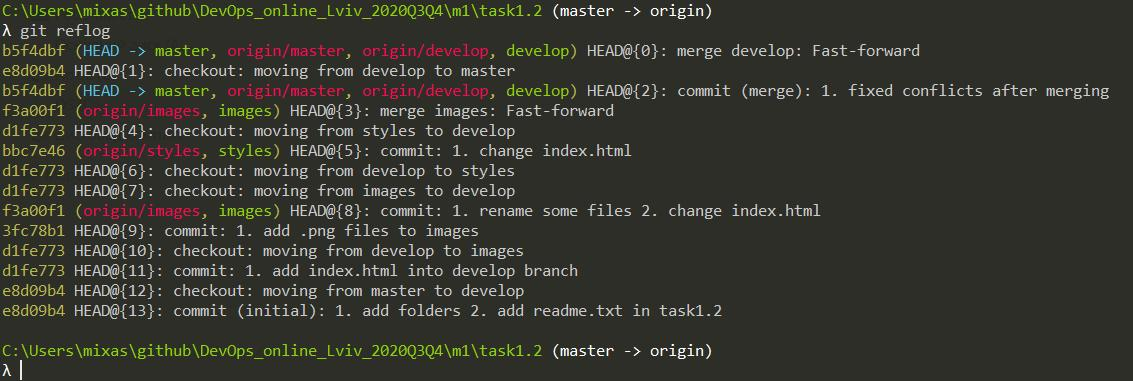 C:\Users\mixas\github\DevOps_online_Lviv_2020Q3Q4\m1\task1.2 (master -> origin)
λ git reflog
b5f4dbf (HEAD -> master, origin/master, origin/develop, develop) HEAD@{0}: merge develop: Fast-forward
e8d09b4 HEAD@{1}: checkout: moving from develop to master
b5f4dbf (HEAD -> master, origin/master, origin/develop, develop) HEAD@{2}: commit (merge): 1. fixed conflicts after merging
f3a00f1 (origin/images, images) HEAD@{3}: merge images: Fast-forward
d1fe773 HEAD@{4}: checkout: moving from styles to develop
bbc7e46 (origin/styles, styles) HEAD@{5}: commit: 1. change index.html
d1fe773 HEAD@{6}: checkout: moving from develop to styles
d1fe773 HEAD@{7}: checkout: moving from images to develop
f3a00f1 (origin/images, images) HEAD@{8}: commit: 1. rename some files 2. change index.html
3fc78b1 HEAD@{9}: commit: 1. add .png files to images
d1fe773 HEAD@{10}: checkout: moving from develop to images
d1fe773 HEAD@{11}: commit: 1. add index.html into develop branch
e8d09b4 HEAD@{12}: checkout: moving from master to develop
e8d09b4 HEAD@{13}: commit (initial): 1. add folders 2. add readme.txt in task1.2
C:\Users\mixas\github\DevOps_online_Lviv_2020Q3Q4\m1\task1.2 (master -> origin)
λ